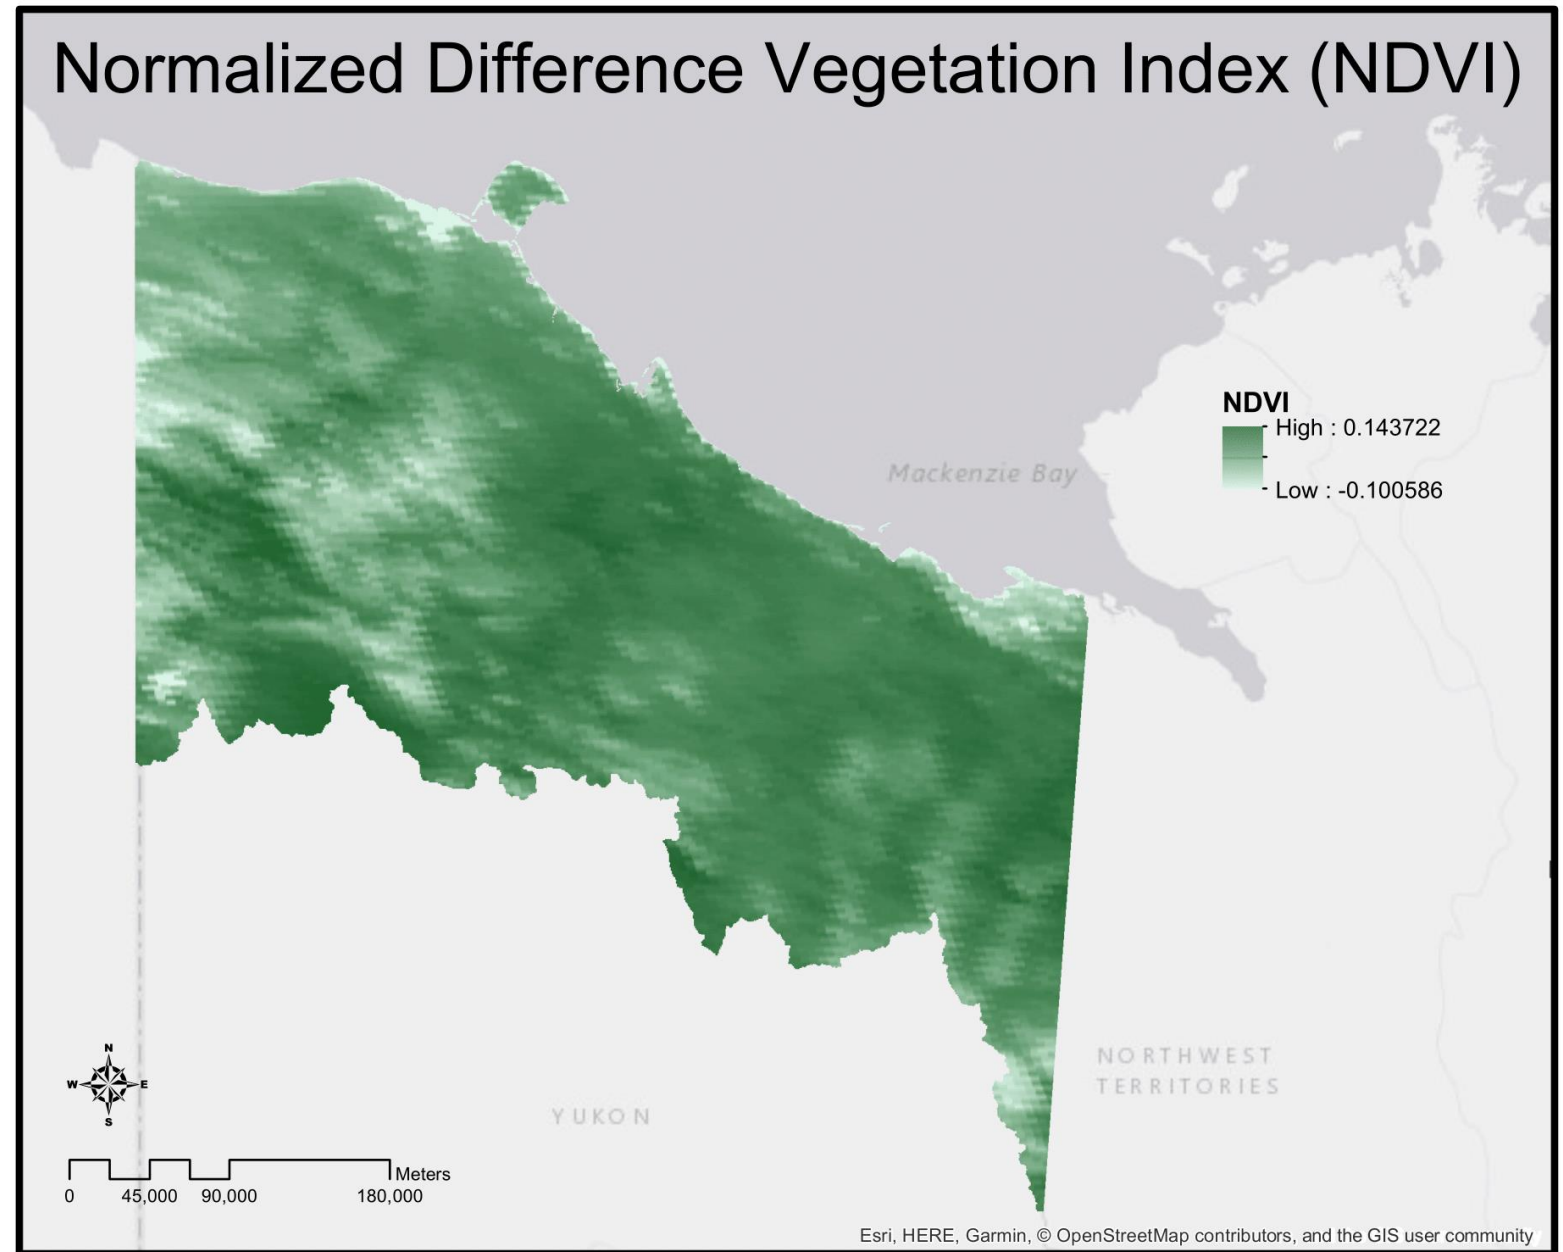 Normalized Difference Vegetation Index (NDVI)
Mackenzie Bay
NDVI
High : 0.143722
Low : -0.100586
N
W E
S
YUKON
NORTHWEST
TERRITORIES
Meters
0 45,000 90,000 180,000
Esri, HERE, Garmin, © OpenStreetMap contributors, and the GIS user community